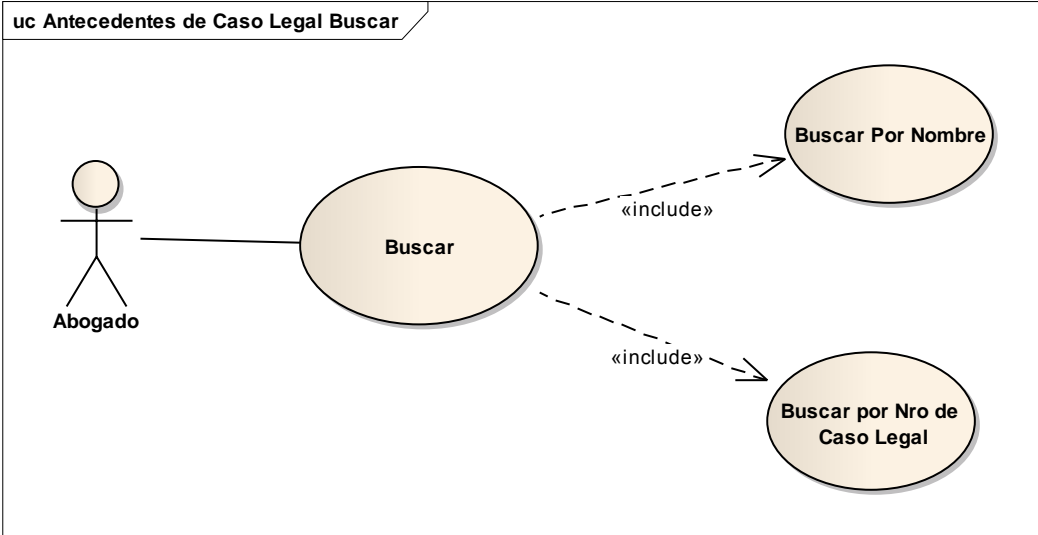 uc Antecedentes de Caso Legal Buscar
Abogado
Buscar
«include»
Buscar Por Nombre
«include»
Buscar por Nro de
Caso Legal